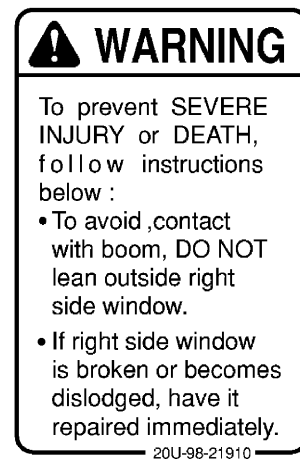 WARNING
To prevent SEVERE
INJURY or DEATH,
follow instructions
below :
• To avoid ,contact
with boom, DO NOT
lean outside right
side window.
• If right side window
is broken or becomes
dislodged, have it
repaired immediately.
20U-98-21910